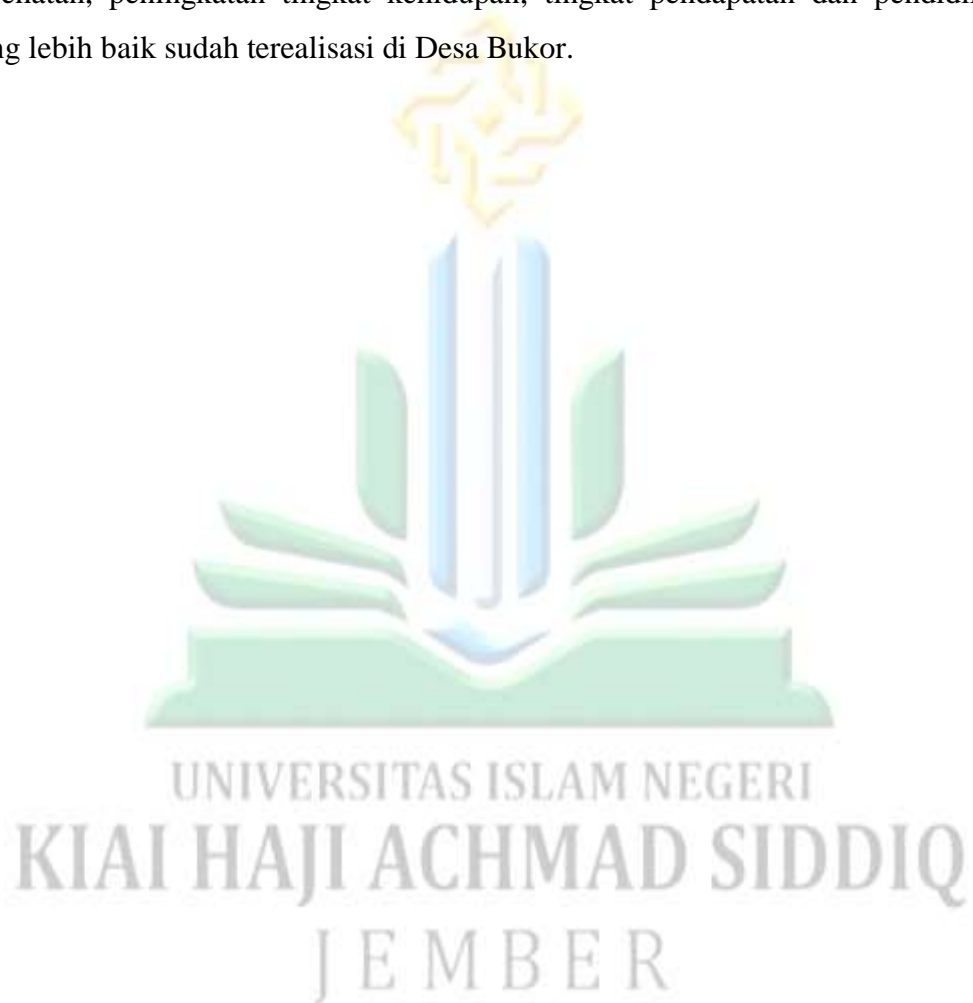 peningkatan tingkat kehidupan, tingkat pendapatan dan
lebih baik sudah terealisasi di Desa Bukor.
UNIVERSITAS ISLAM NEGERI
KIAI HAJI ACHMAD SIDDIQ
JEMBER